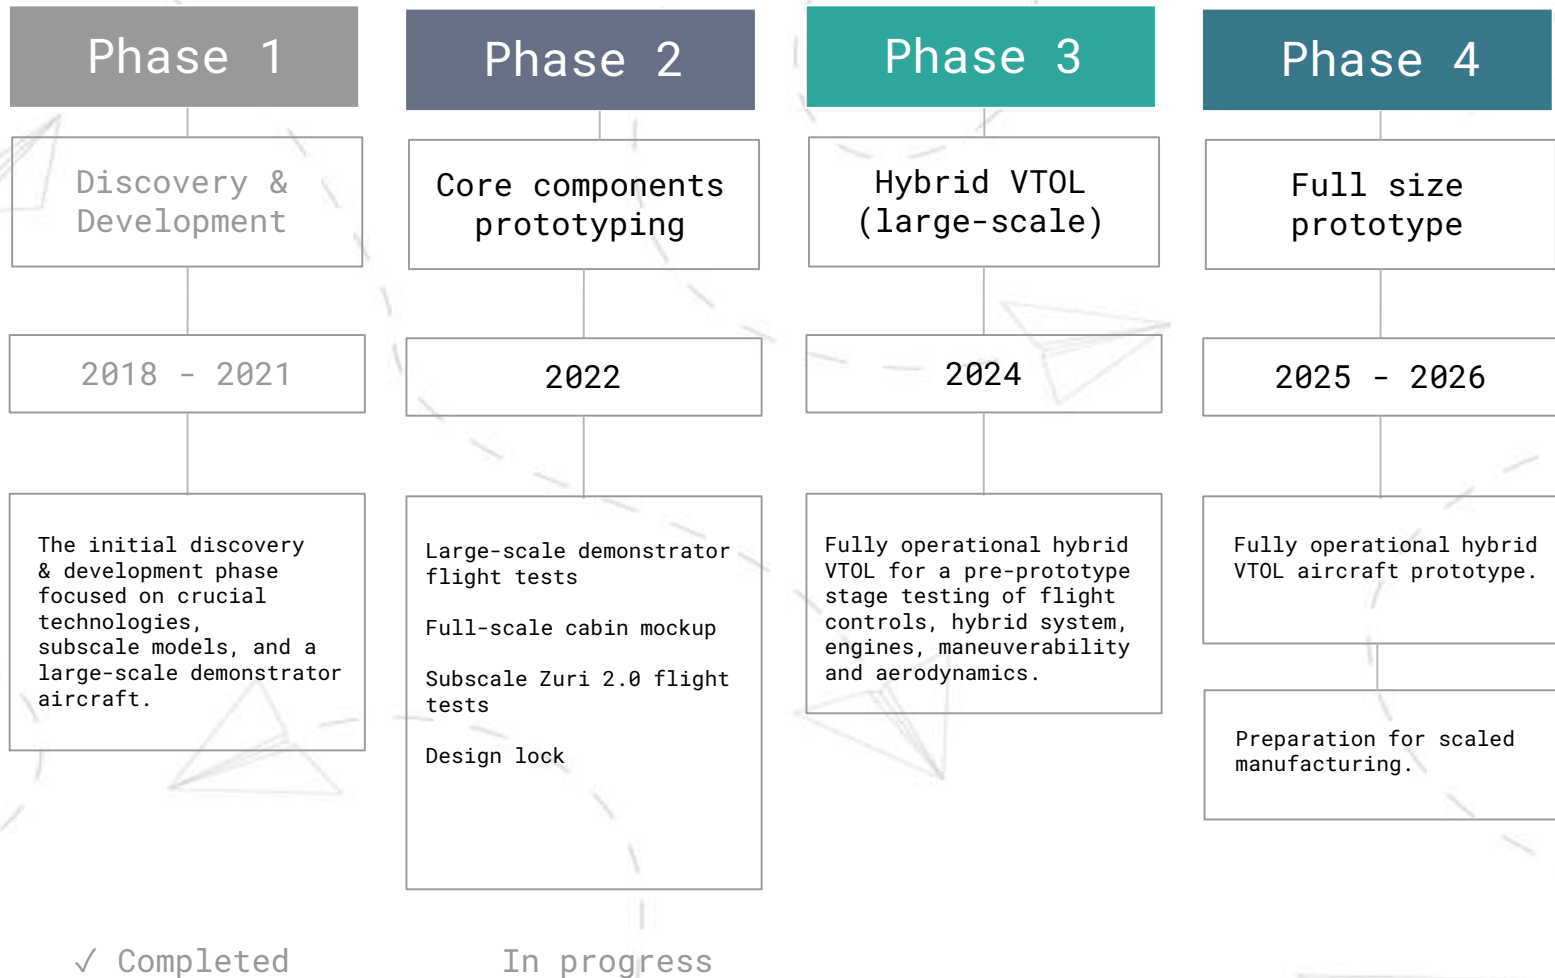 Phase 1
Discovery &
Development
2018 - 2021
The initial discovery
& development phase
focused on crucial
technologies,
subscale models, and a
large-scale demonstrator
aircraft.
✓ Completed
Phase 2
Core components
prototyping
2022
Large-scale demonstrator
flight tests
Full-scale cabin mockup
Subscale Zuri 2.0 flight
tests
Design lock
In progress
Phase 3
Hybrid VTOL
(large-scale)
2024
Fully operational hybrid
VTOL for a pre-prototype
stage testing of flight
controls, hybrid system,
engines, maneuverability
and aerodynamics.
Phase 4
Full size
prototype
2025 - 2026
Fully operational hybrid
VTOL aircraft prototype.
Preparation for scaled
manufacturing.